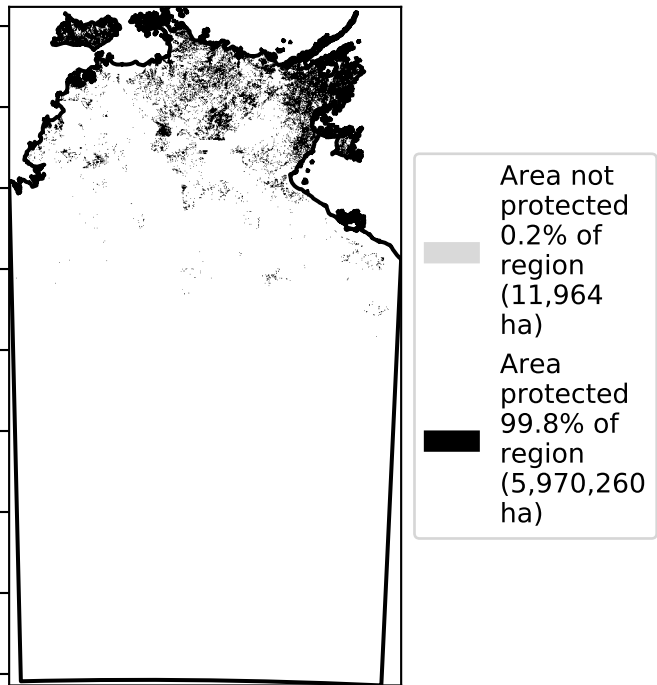 Area not
protected
0.2% of
region
(11,964
ha)
Area
protected
99.8% of
region
(5,970,260
ha)